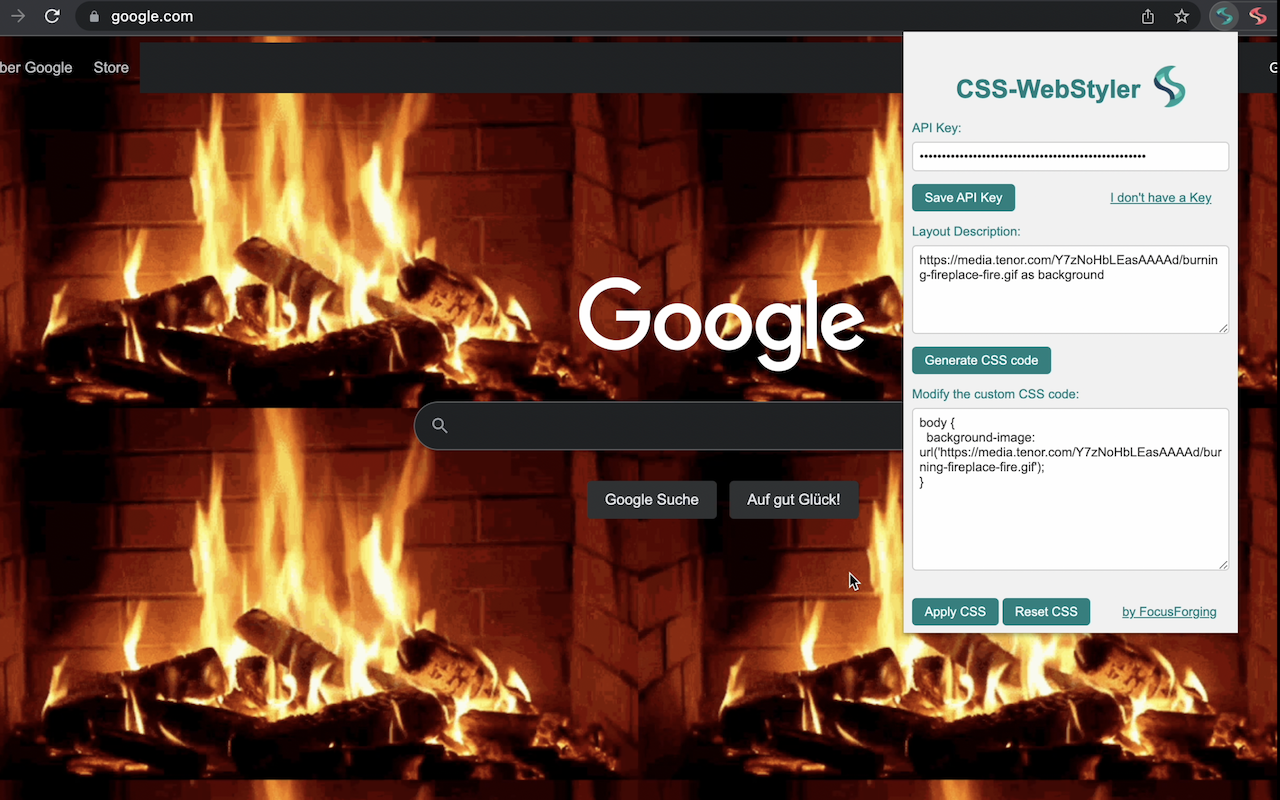 google.com
ber Google
Store
G
CSS-WebStyler
API Key:
Save API Key
I don't have a Key
Layout Description:
https://media.tenor.com/Y7zNoHbLEasAAAAd/burnin
g-fireplace-fire.gif as background
Google
Generate CSS code
Modify the custom CSS code:
body {
background-image:
url('https://media.tenor.com/Y7zNoHbLEasAAAAd/bur
ning-fireplace-fire.gif');
}
Google Suche
Auf gut Glück!
Apply CSS
Reset CSS
by FocusForging